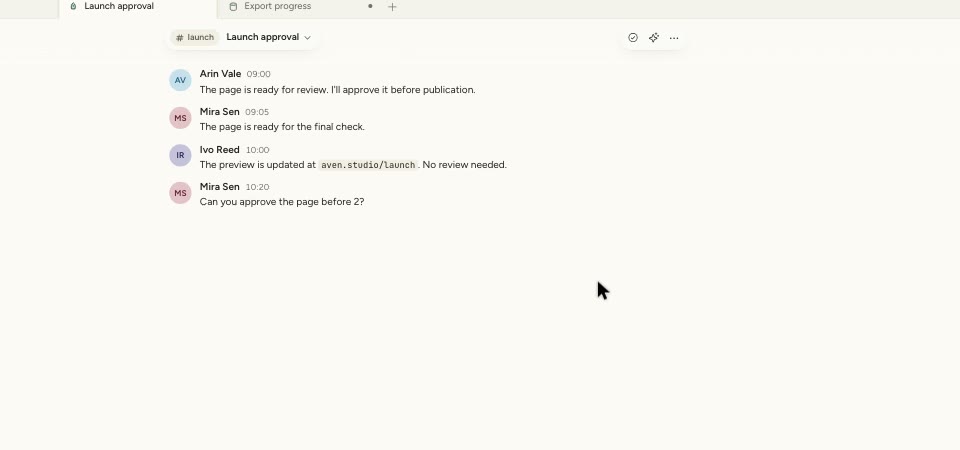 Launch approval
Export progress
# launch
Launch approval
AV
Arin Vale 09:00
The page is ready for review. I'll approve it before publication.
MS
Mira Sen 09:05
The page is ready for the final check.
IR
Ivo Reed 10:00
The preview is updated at aven.studio/launch. No review needed.
MS
Mira Sen 10:20
Can you approve the page before 2?